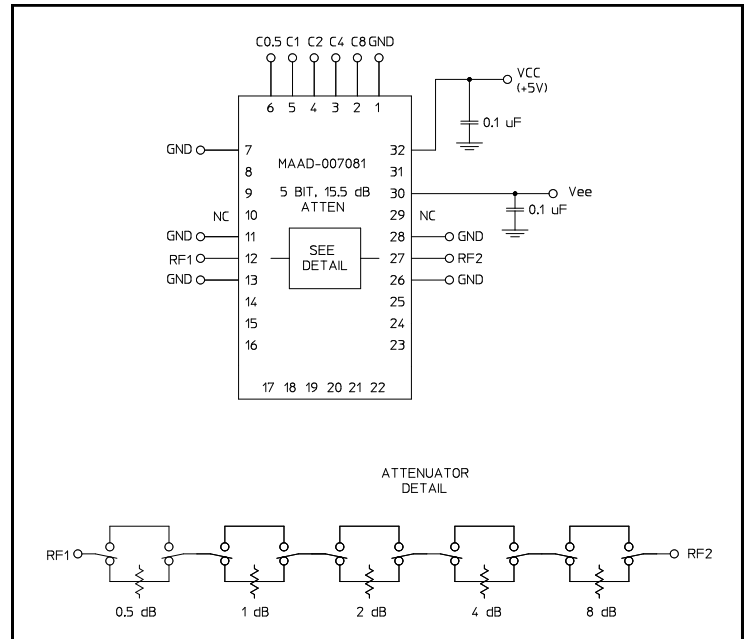 C0.5 C1 C2 C4 C8 GND
6 5 4 3 2 1
VCC
(+5V)
0.1 uF
GND 7
32
8
MAAD-007081
31
9
5 BIT, 15.5 dB
30
Vee
ATTEN
NC 10
29 NC
0.1 uF
GND 11
28 GND
RF1 12
SEE
DETAIL
27 RF2
GND 13
26 GND
14
25
15
24
16
23
17 18 19 20 21 22
ATTENUATOR
DETAIL
RF1
RF2
0.5 dB
1 dB
2 dB
4 dB
8 dB